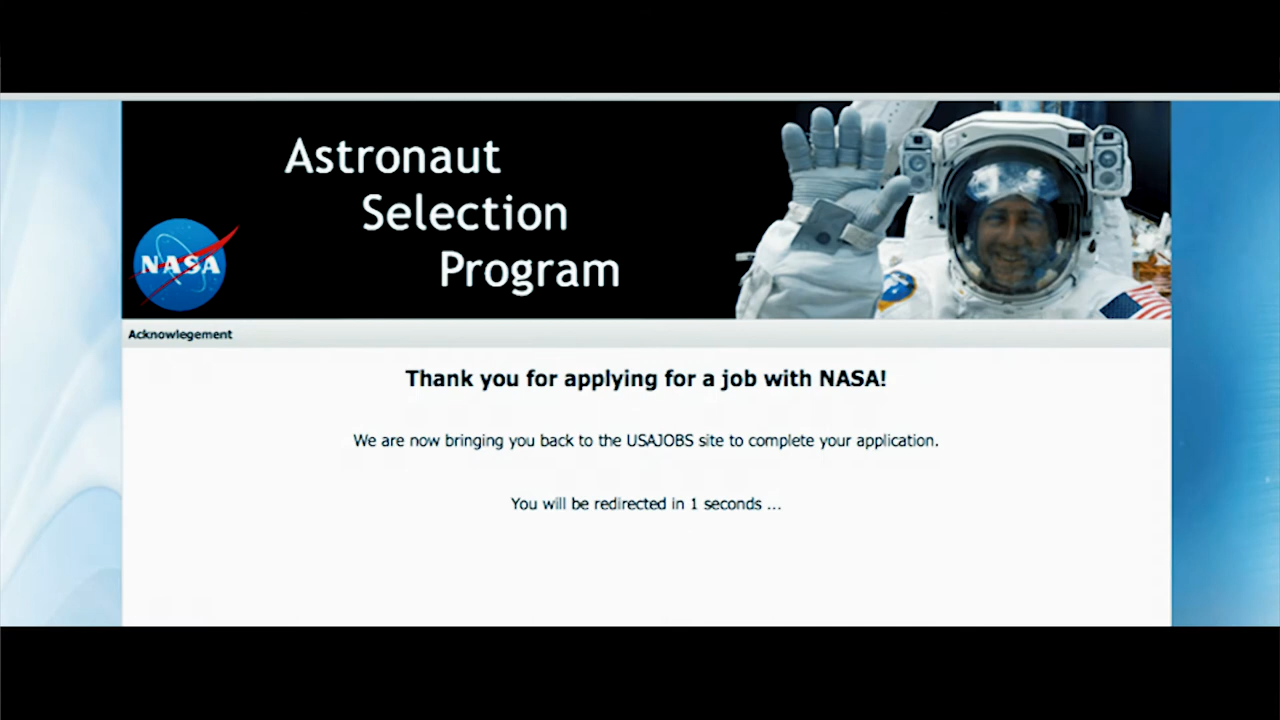 Astronaut
Selection
Program
NASA
Acknowlegement
Thank you for applying for a job with NASA!
We are now bringing you back to the USAJOBS site to complete your application.
You will be redirected in 1 seconds ...